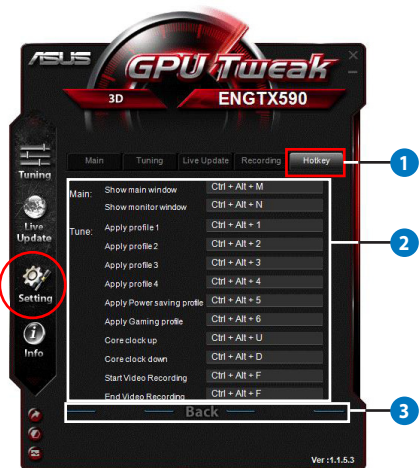 ASUS
GPU Tweak
3D
ENGTX590
Main Tuning Live Update Recording Hotkey
1
Tuning
Live
Update
Setting
Info
Main: Show main window Ctrl + Alt + M
Show monitor window Ctrl + Alt + N
Tune: Apply profile 1 Ctrl + Alt + 1
Apply profile 2 Ctrl + Alt + 2
Apply profile 3 Ctrl + Alt + 3
Apply profile 4 Ctrl + Alt + 4
Apply Power saving profile Ctrl + Alt + 5
Apply Gaming profile Ctrl + Alt + 6
Core clock up Ctrl + Alt + U
Core clock down Ctrl + Alt + D
Start Video Recording Ctrl + Alt + F
End Video Recording Ctrl + Alt + F
2
Back
3
Ver :1.1.5.3